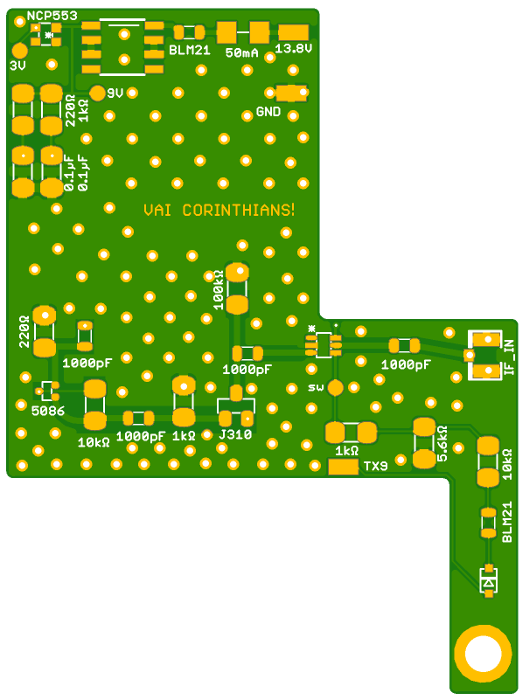 NCP553
3V
BLM21
50mA
13.8V
9V
220Ω
1kΩ
GND
0.1µF
0.1µF
VAI CORINTHIANS!
100kΩ
220Ω
1000pF
1000pF
1000pF
IF_IN
sw
5086
10kΩ
1000pF
1kΩ
J310
1kΩ
5.6kΩ
10kΩ
TX9
BLM21